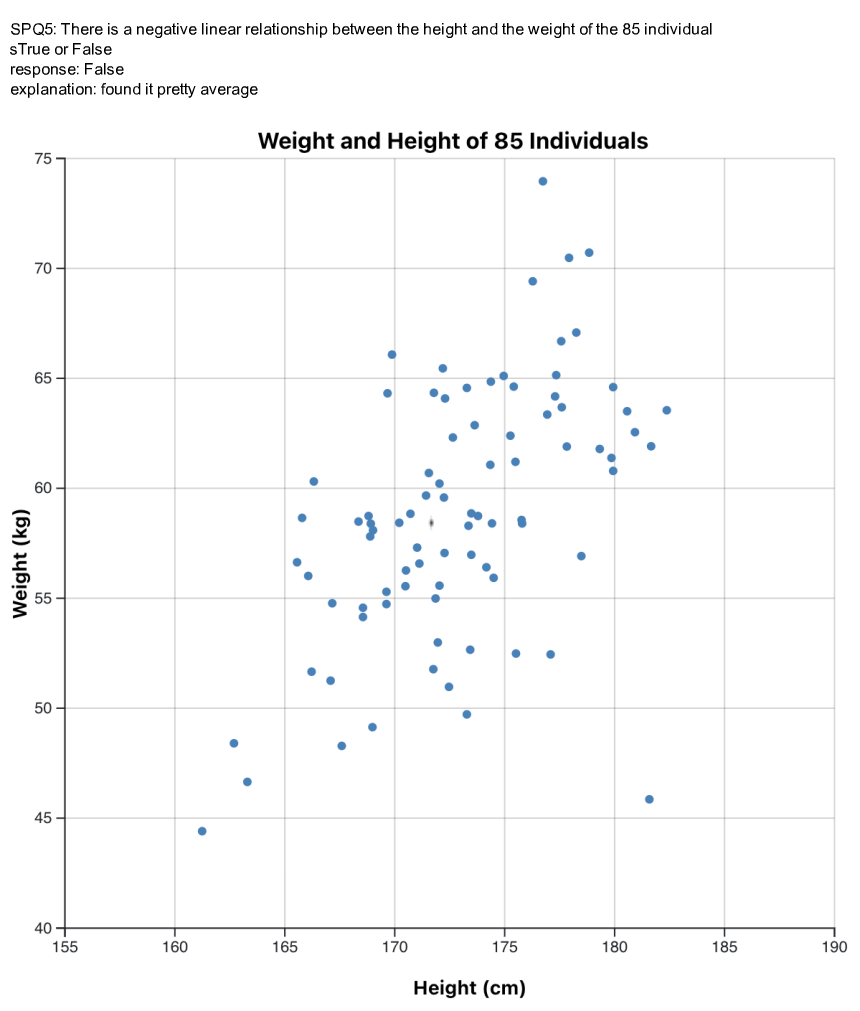 SPQ5: There is a negative linear relationship between the height and the weight of the 85 individual
sTrue or False
response: False
explanation: found it pretty average
Weight and Height of 85 Individuals
75
70
65
60
55
50
45
40
Weight (kg)
155 160 165 170 175 180 185 190
Height (cm)